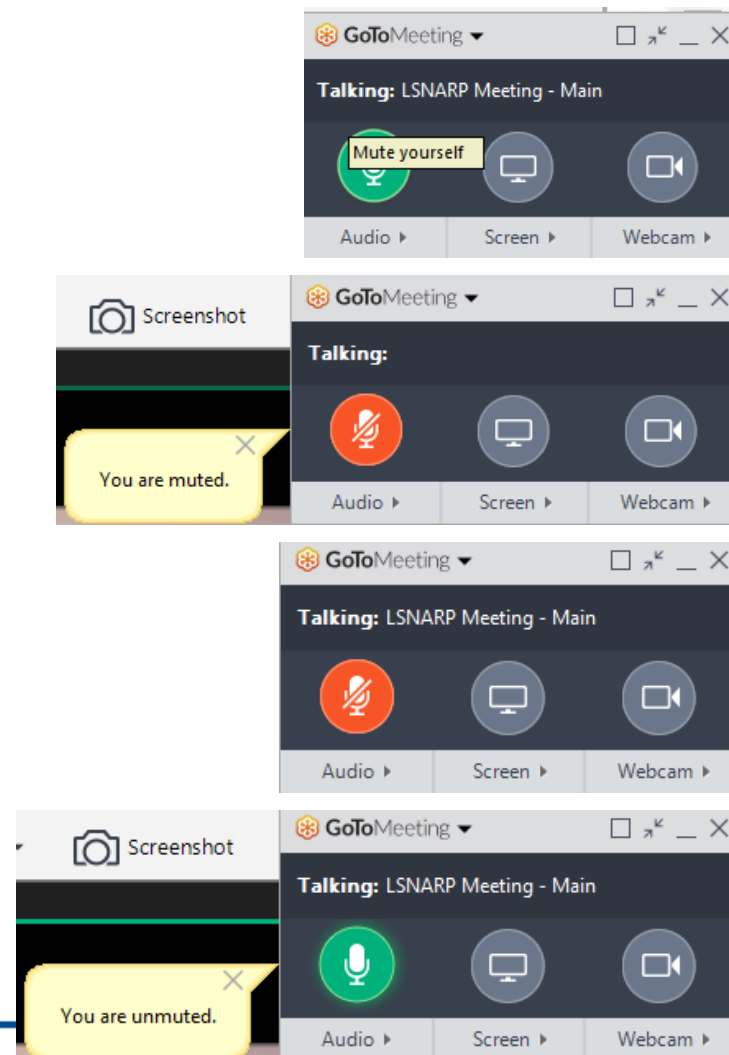 GoToMeeting
Talking: LSNARP Meeting - Main
Mute yourself
Audio Screen Webcam
Screenshot
GoToMeeting
Talking:
You are muted.
Audio Screen Webcam
GoToMeeting
Talking: LSNARP Meeting - Main
Audio Screen Webcam
Screenshot
GoToMeeting
Talking: LSNARP Meeting - Main
You are unmuted.
Audio Screen Webcam